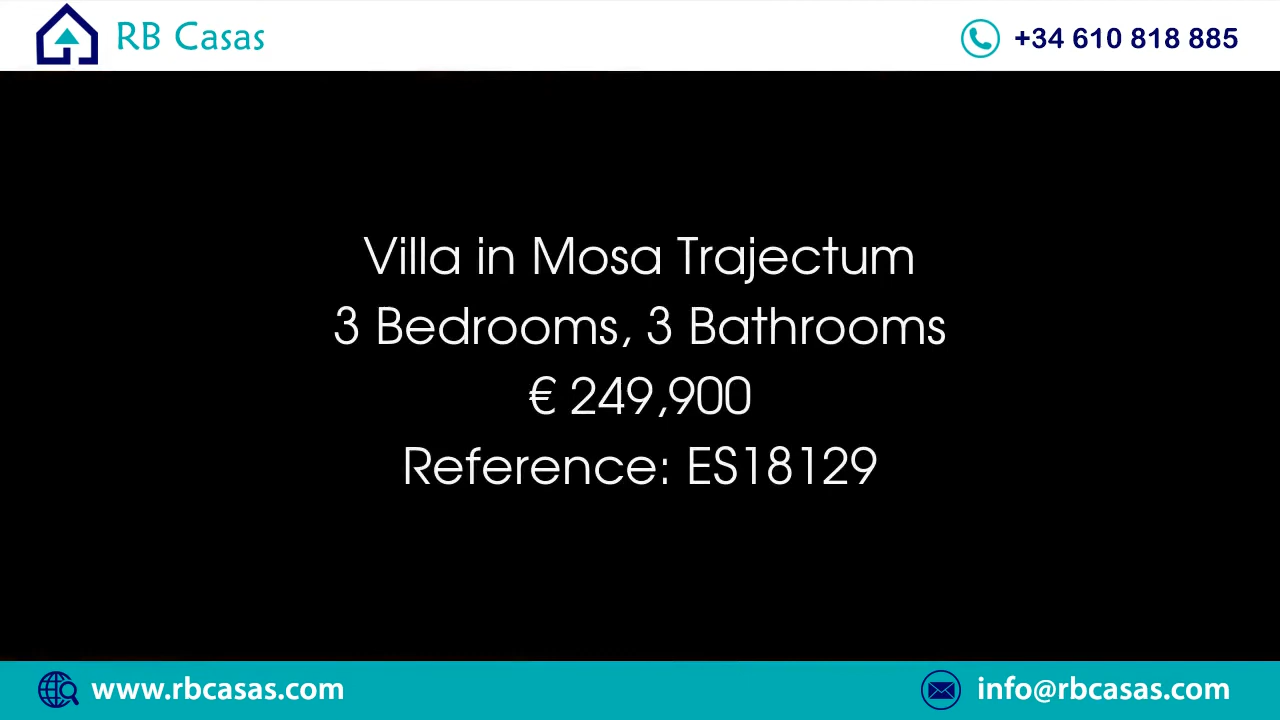 RB Casas
+34 610 818 885
Villa in Mosa Trajectum
3 Bedrooms, 3 Bathrooms
€ 249,900
Reference: ES18129
www.rbcasas.com
info@rbcasas.com